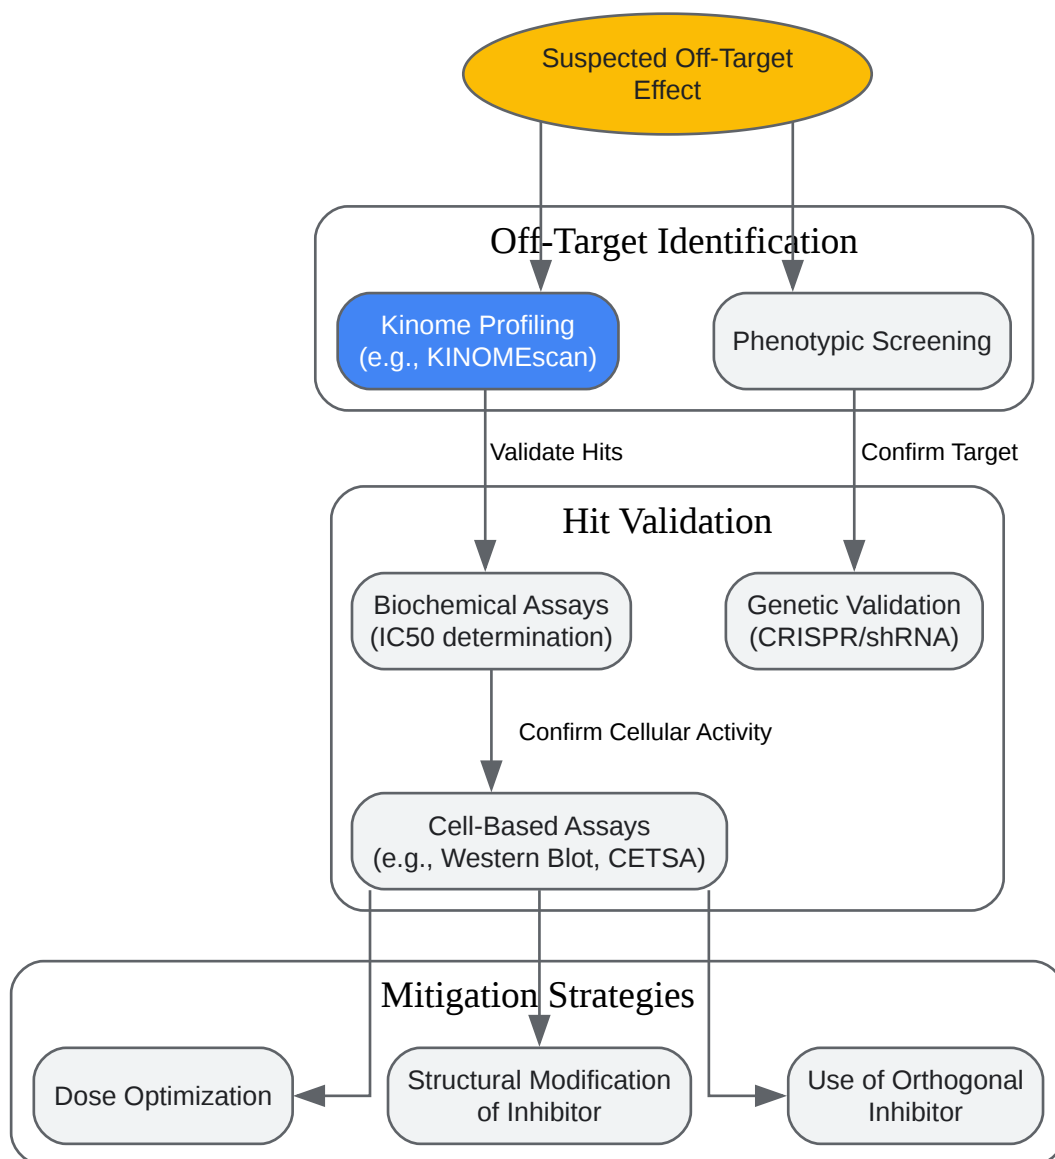 Suspected Off-Target
Effect
Off-Target Identification
Kinome Profiling
(e.g., KINOMEscan)
Phenotypic Screening
Validate Hits
Confirm Target
Hit Validation
Biochemical Assays
(IC50 determination)
Genetic Validation
(CRISPR/shRNA)
Confirm Cellular Activity
Cell-Based Assays
(e.g., Western Blot, CETSA)
Mitigation Strategies
Dose Optimization
Structural Modification
of Inhibitor
Use of Orthogonal
Inhibitor